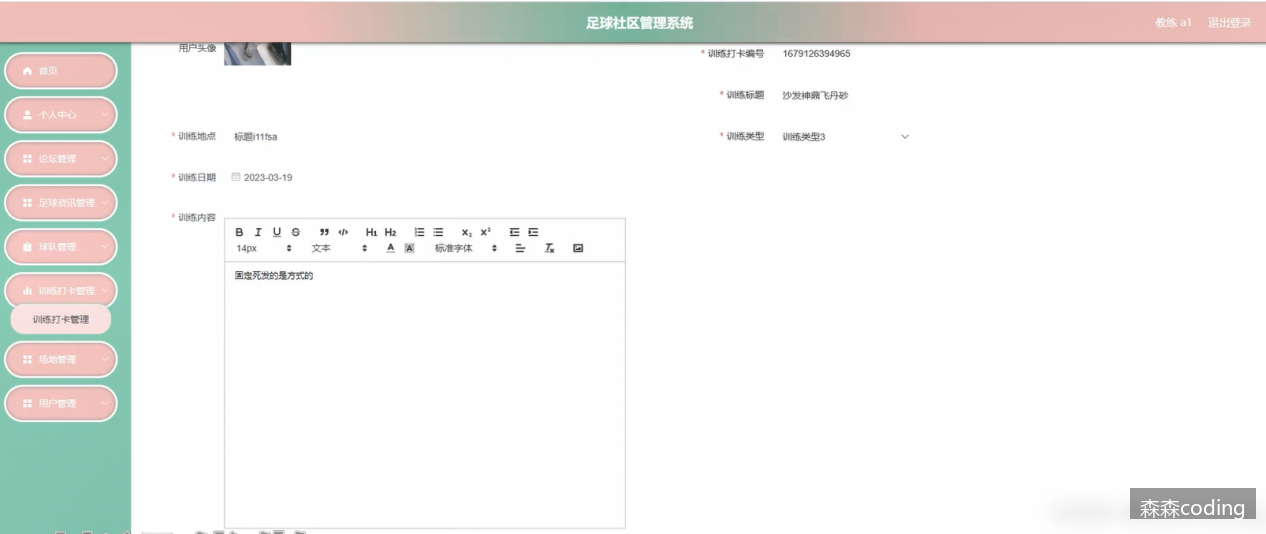 足球社区管理系统
教练 a1 退出登录
首页
个人中心
论坛管理
足球资讯管理
球队管理
训练打卡管理
训练打卡管理
场地管理
用户管理
用户头像
* 训练打卡编号 1679126394965
* 训练标题 沙发神鼎飞丹砂
* 训练地点 标题i11fsa
* 训练类型 训练类型3
* 训练日期 2023-03-19
* 训练内容
B I U S H1 H2 X₂ X²
14px 文本 A A 标准字体 Tx
固定死发的是方式的
森森coding